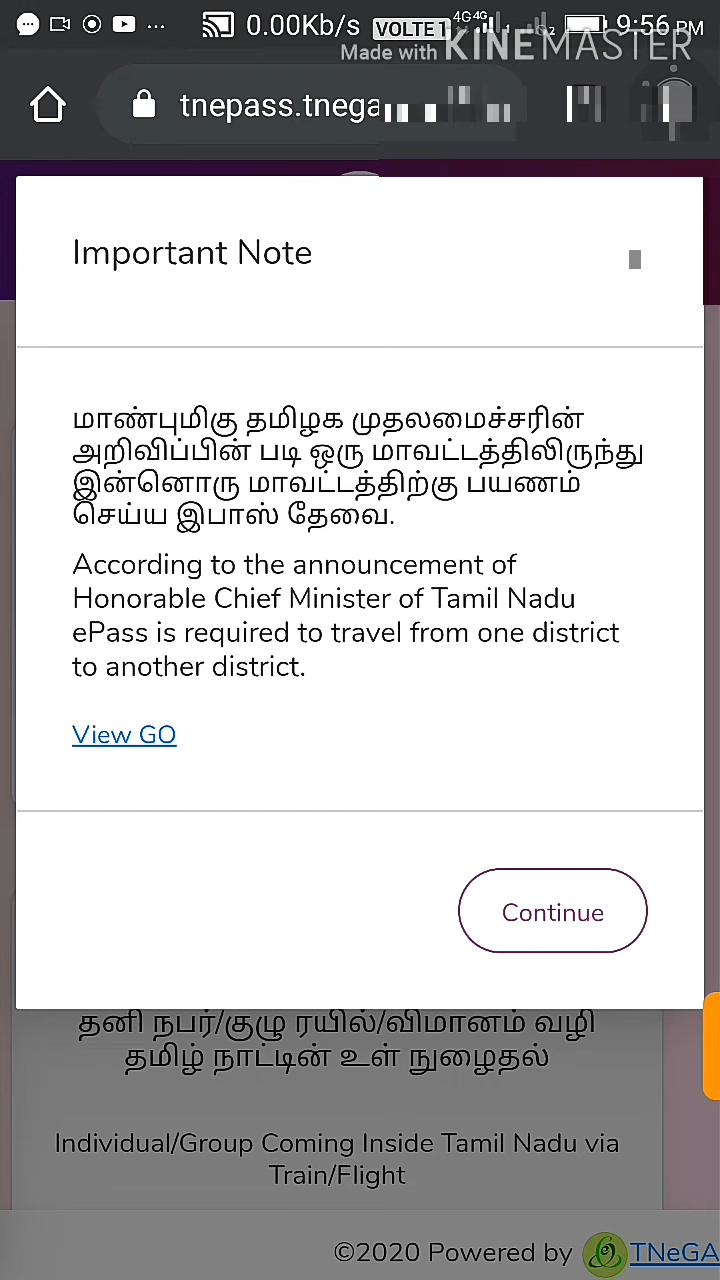 0.00Kb/s VOLTE 1 4G 4G 1 2 9:56 PM
Made with KINEMASTER
tnepass.tnega
Important Note
மாண்புமிகு தமிழக முதலமைச்சரின்
அறிவிப்பின் படி ஒரு மாவட்டத்திலிருந்து
இன்னொரு மாவட்டத்திற்கு பயணம்
செய்ய இபாஸ் தேவை.
According to the announcement of
Honorable Chief Minister of Tamil Nadu
ePass is required to travel from one district
to another district.
View GO
Continue
தனி நபர்/குழு ரயில்/விமானம் வழி
தமிழ் நாட்டின் உள் நுழைதல்
Individual/Group Coming Inside Tamil Nadu via
Train/Flight
©2020 Powered by TNeGA